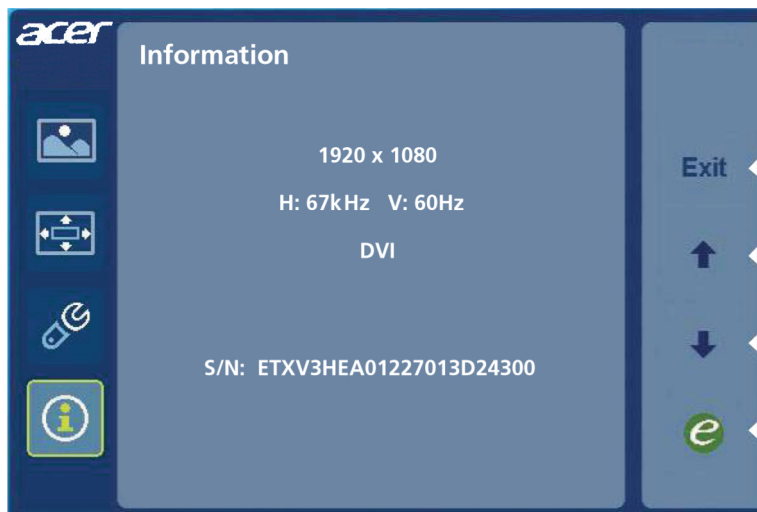 acer
Information
1920 x 1080
Exit
H: 67kHz V: 60Hz
DVI
S/N: ETXV3HEA01227013D24300
e